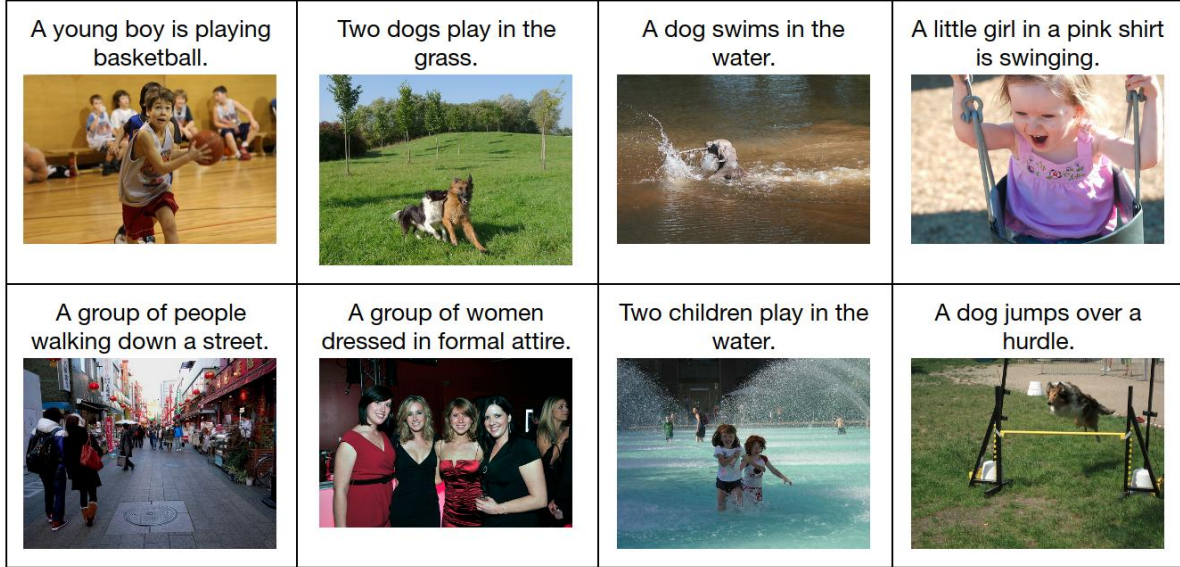 A young boy is playing
basketball.
Two dogs play in the
grass.
A dog swims in the
water.
A little girl in a pink shirt
is swinging.
A group of people
walking down a street.
A group of women
dressed in formal attire.
Two children play in the
water.
A dog jumps over a
hurdle.